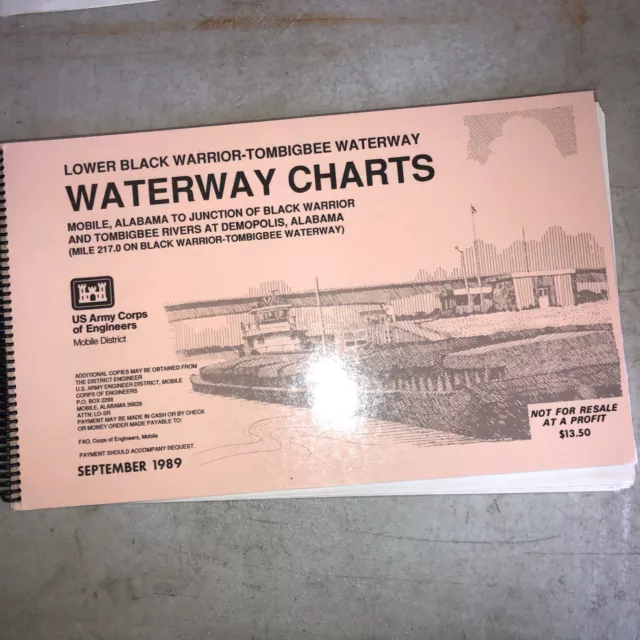 LOWER BLACK WARRIOR-TOMBIGBEE WATERWAY
WATERWAY CHARTS
MOBILE, ALABAMA TO JUNCTION OF BLACK WARRIOR
AND TOMBIGBEE RIVERS AT DEMOPOLIS, ALABAMA
(MILE 217.0 ON BLACK WARRIOR-TOMBIGBEE WATERWAY)
US Army Corps
of Engineers
Mobile District
ADDITIONAL COPIES MAY BE OBTAINED FROM
THE DISTRICT ENGINEER
U.S. ARMY ENGINEER DISTRICT, MOBILE
CORPS OF ENGINEERS
P.O. BOX 2288
MOBILE, ALABAMA 36628
ATTN: LO-SR
PAYMENT MAY BE MADE IN CASH OR BY CHECK
OR MONEY ORDER MADE PAYABLE TO:
FAO, Corps of Engineers, Mobile
PAYMENT SHOULD ACCOMPANY REQUEST.
SEPTEMBER 1989
NOT FOR RESALE
AT A PROFIT
$13.50